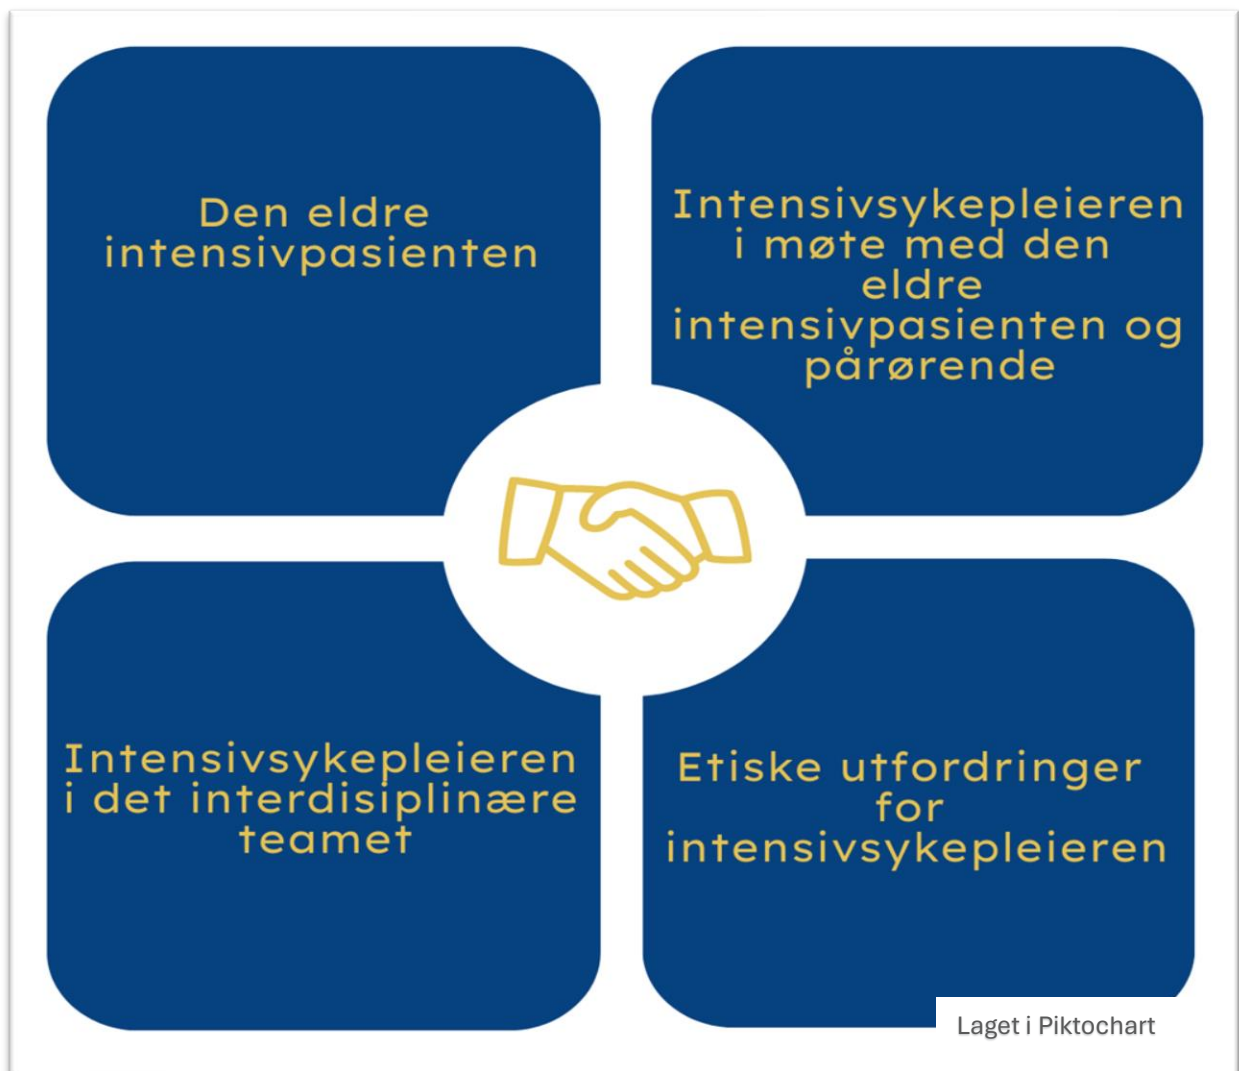 Den eldre
intensivpasienten
Intensivsykepleieren
i møte med den
eldre
intensivpasienten og
pårørende
Intensivsykepleieren
i det interdisiplinære
teamet
Etiske utfordringer
for
intensivsykepleieren
Laget i Piktochart